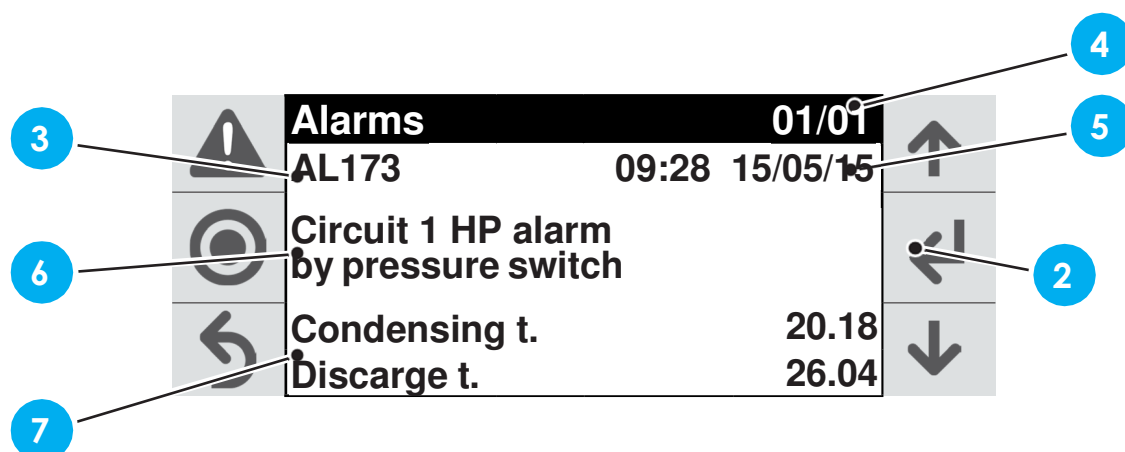 4
Alarms 01/01
5
3
AL173 09:28 15/05/15
Circuit 1 HP alarm
by pressure switch
6
2
Condensing t. 20.18
Discarge t. 26.04
7